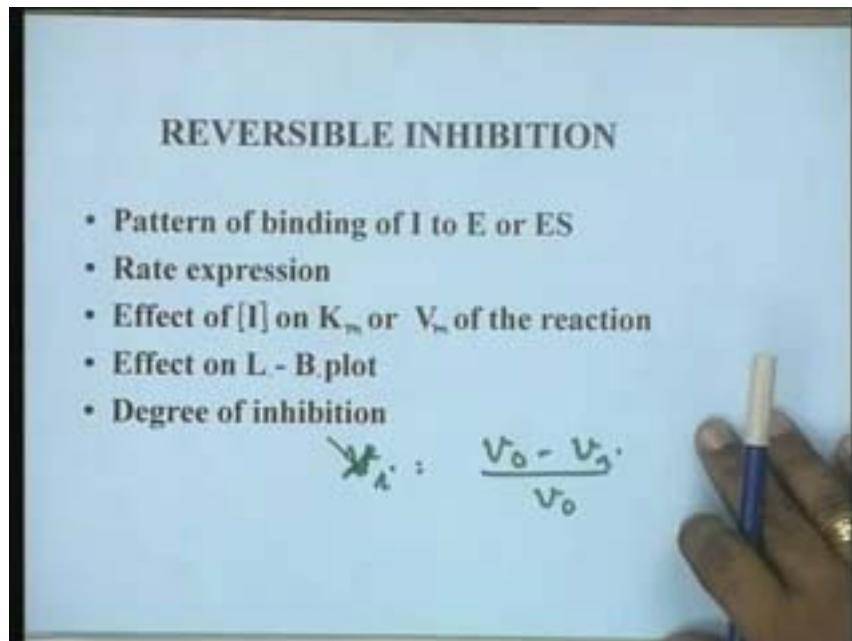 REVERSIBLE INHIBITION
• Pattern of binding of I to E or ES
• Rate expression
• Effect of [I] on Kₘ or Vₘ of the reaction
• Effect on L - B plot
• Degree of inhibition
i = (v₀ - vᵢ) / v₀